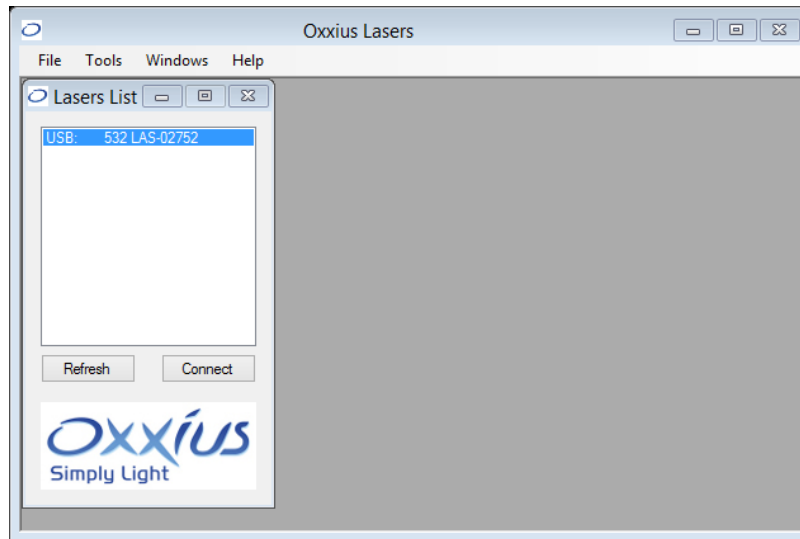 Oxxius Lasers
File Tools Windows Help
Lasers List
USB: 532 LAS-02752
Refresh Connect
oxxius
Simply Light